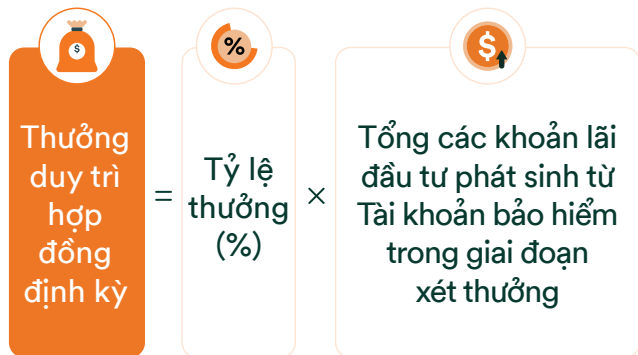 $
Thưởng
duy trì
hợp
đồng
định kỳ
=
%
Tỷ lệ
thưởng
(%)
×
$
Tổng các khoản lãi
đầu tư phát sinh từ
Tài khoản bảo hiểm
trong giai đoạn
xét thưởng